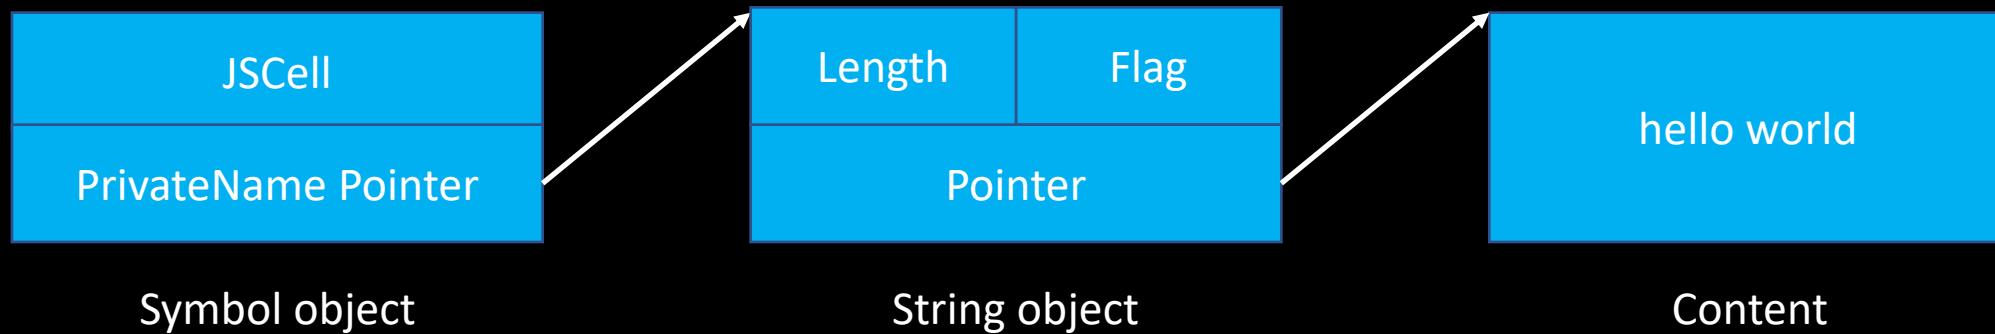 JSCell
PrivateName Pointer
Symbol object
Length
Flag
Pointer
String object
hello world
Content